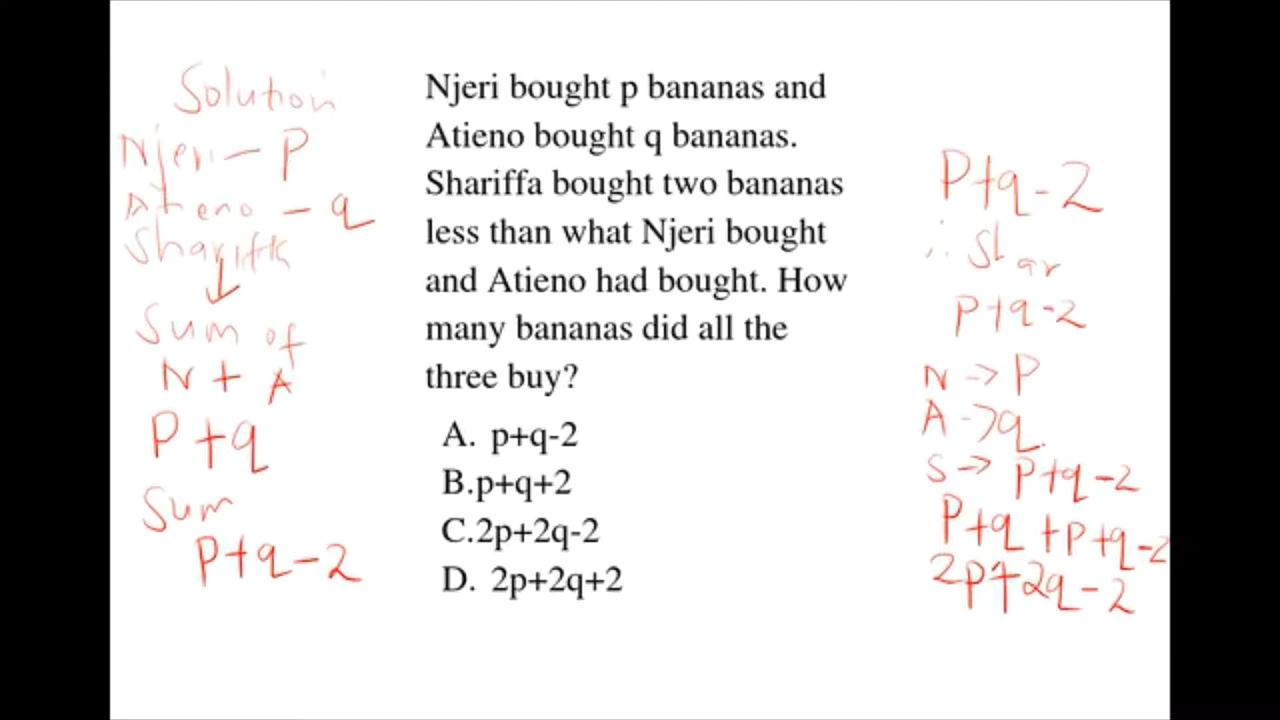 Solution
Njeri - P
Atieno - q
Shariffa
Sum of
N + A
P + q
Sum
p+q-2
Njeri bought p bananas and
Atieno bought q bananas.
Shariffa bought two bananas
less than what Njeri bought
and Atieno had bought. How
many bananas did all the
three buy?
A. p+q-2
B.p+q+2
C.2p+2q-2
D. 2p+2q+2
P+q-2
∴ Shar
p+q-2
N -> P
A -> q
S -> p+q-2
P+q +p+q-2
2p+2q-2